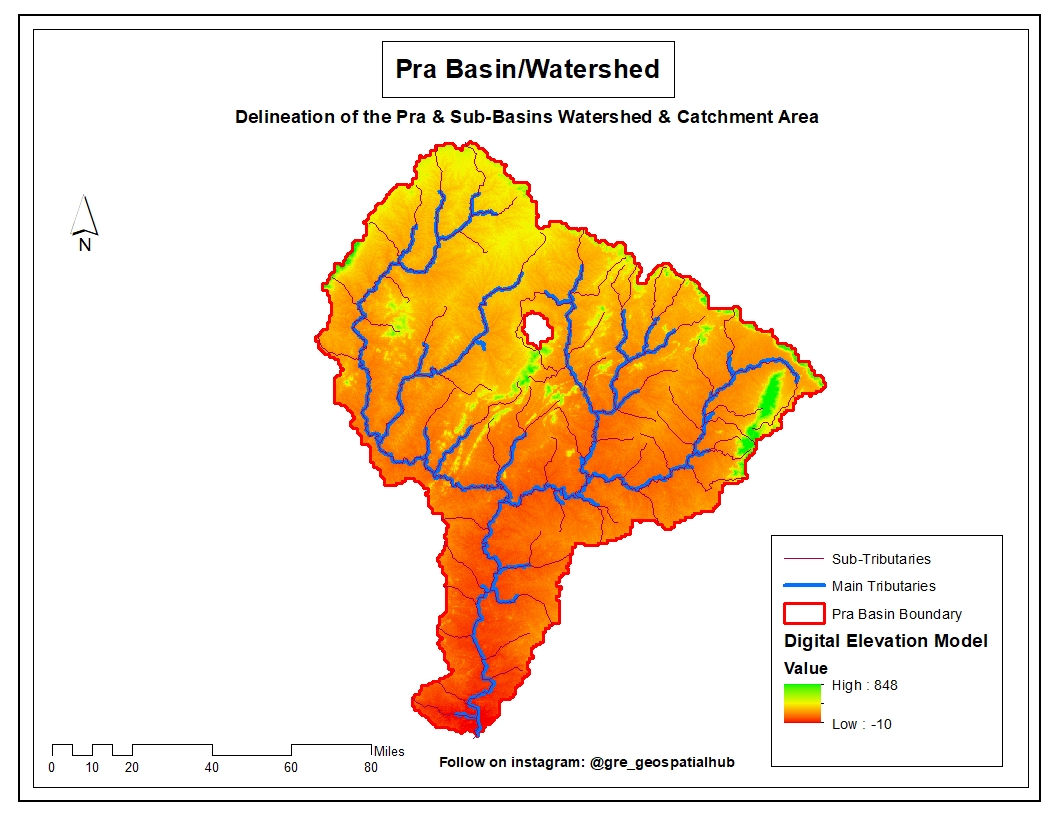 Pra Basin/Watershed
Delineation of the Pra & Sub-Basins Watershed & Catchment Area
N
Sub-Tributaries
Main Tributaries
Pra Basin Boundary
Digital Elevation Model
Value
High : 848
Low : -10
Miles
0 10 20 40 60 80
Follow on instagram: @gre_geospatialhub